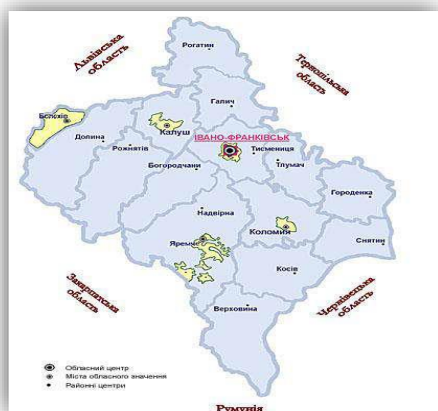 Львівська
область
Рогатин
Тернопільська
область
Галич
Болехів
Калуш
ІВАНО-ФРАНКІВСЬК
Долина
Рожнятів
Тисмениця
Богородчани
Тлумач
Городенка
Надвірна
Коломия
Снятин
Яремче
Косів
Закарпатська
область
Верховина
Чернівецька
область
Обласний центр
Міста обласного значення
Районні центри
Румунія